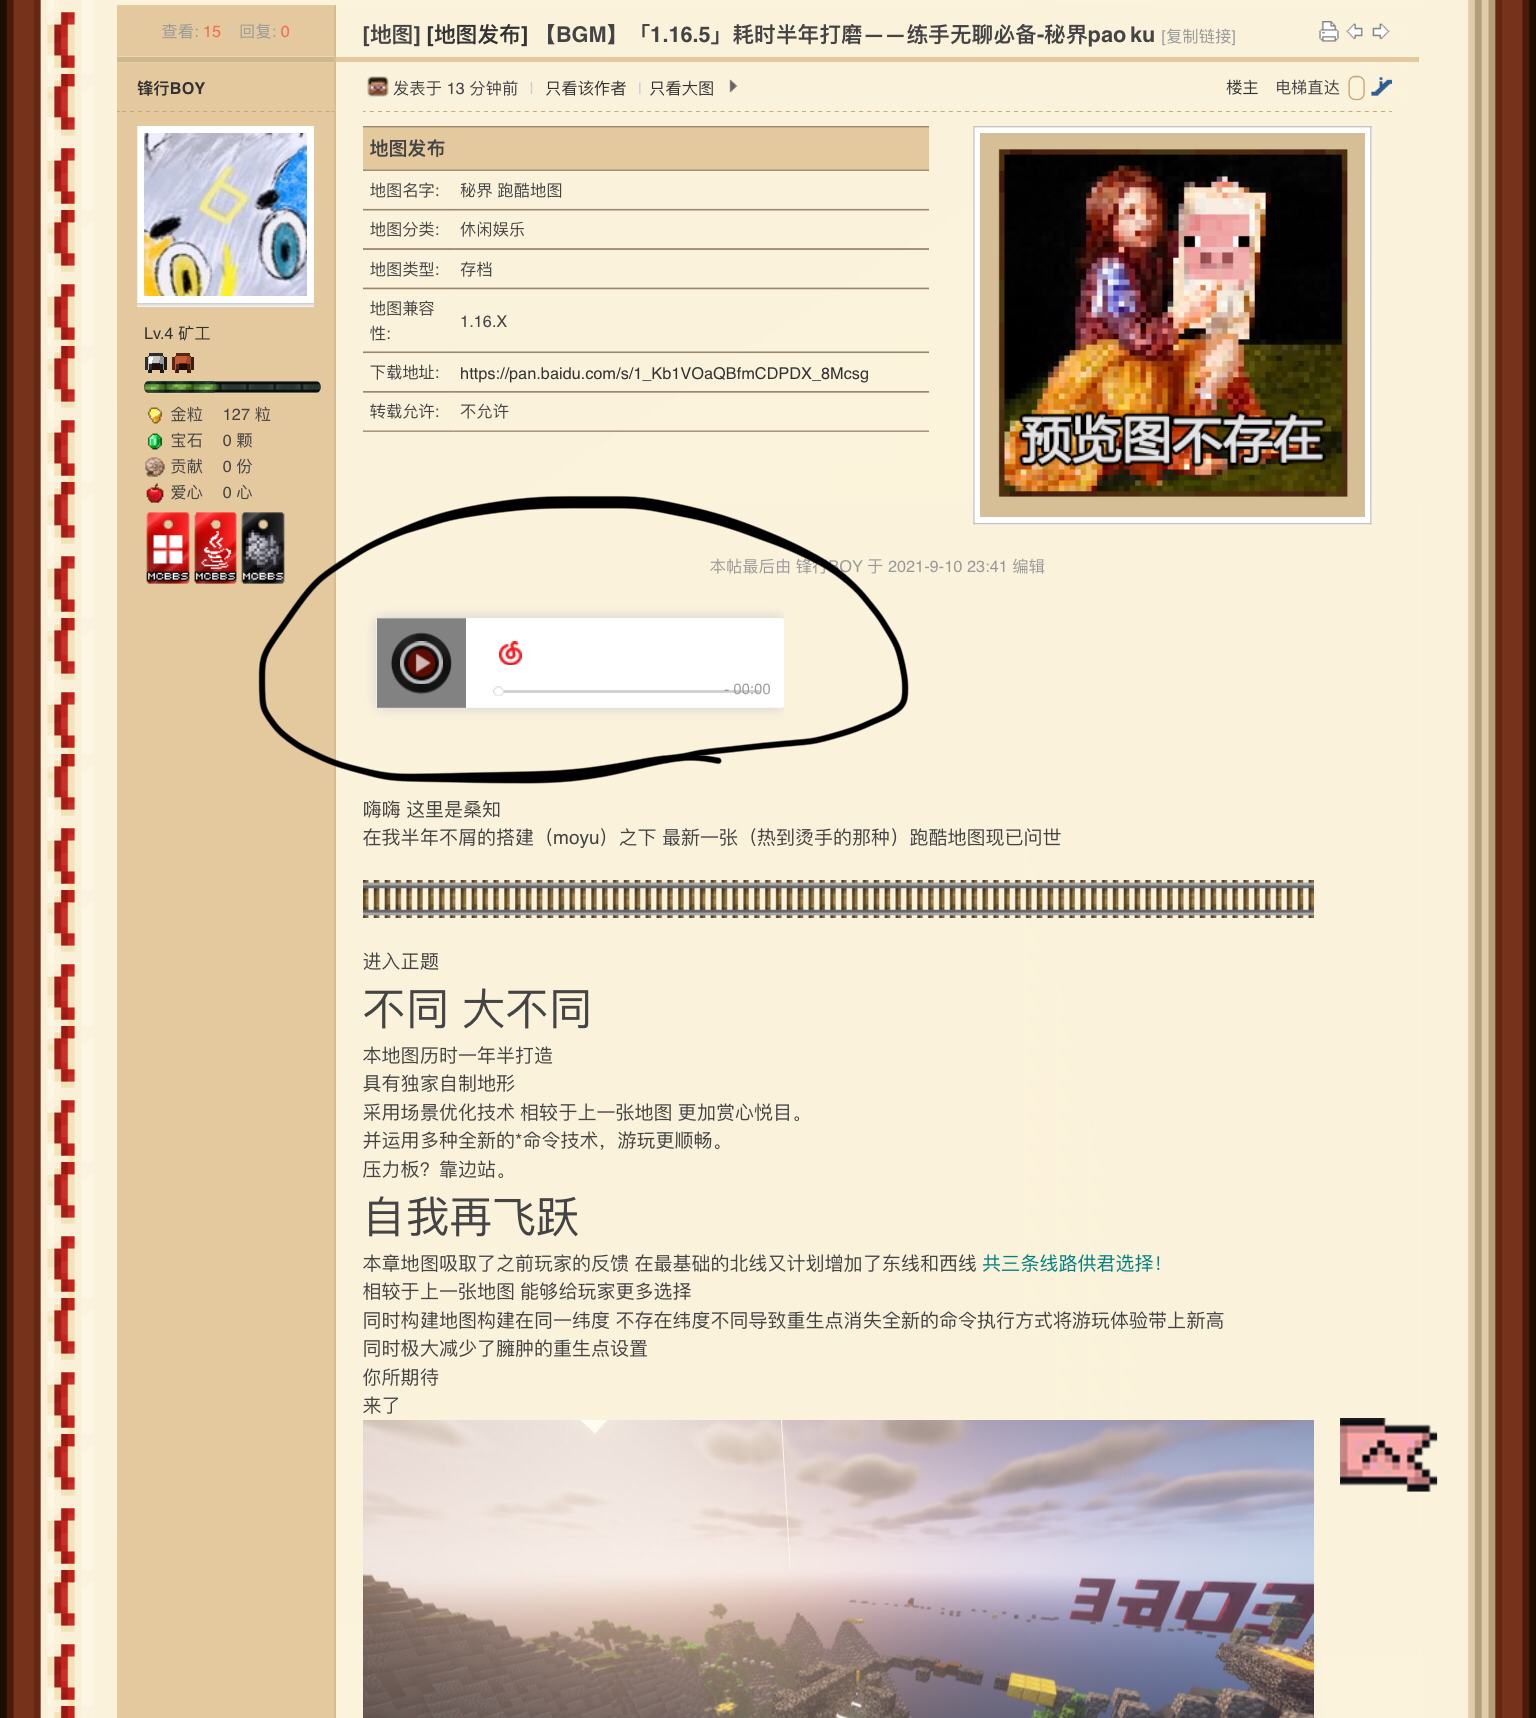 查看: 15 回复: 0
[地图] [地图发布] 【BGM】「1.16.5」耗时半年打磨——练手无聊必备-秘界pao ku [复制链接]
锋行BOY
发表于 13 分钟前 | 只看该作者 | 只看大图
楼主 电梯直达
地图发布
地图名字: 秘界 跑酷地图
地图分类: 休闲娱乐
地图类型: 存档
地图兼容
性: 1.16.X
下载地址: https://pan.baidu.com/s/1_Kb1VOaQBfmCDPDX_8Mcsg
转载允许: 不允许
预览图不存在
Lv.4 矿工
金粒 127 粒
宝石 0 颗
贡献 0 份
爱心 0 心
MCBBS MCBBS MCBBS
本帖最后由 锋行BOY 于 2021-9-10 23:41 编辑
- 00:00
嗨嗨 这里是桑知
在我半年不屑的搭建（moyu）之下 最新一张（热到烫手的那种）跑酷地图现已问世
进入正题
不同 大不同
本地图历时一年半打造
具有独家自制地形
采用场景优化技术 相较于上一张地图 更加赏心悦目。
并运用多种全新的*命令技术，游玩更顺畅。
压力板？靠边站。
自我再飞跃
本章地图吸取了之前玩家的反馈 在最基础的北线又计划增加了东线和西线 共三条线路供君选择！
相较于上一张地图 能够给玩家更多选择
同时构建地图构建在同一纬度 不存在纬度不同导致重生点消失全新的命令执行方式将游玩体验带上新高
同时极大减少了臃肿的重生点设置
你所期待
来了